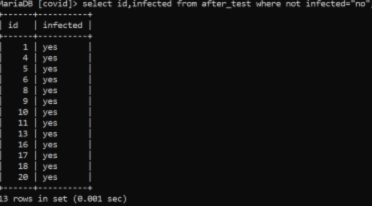 MariaDB [covid]> select id,infected from after_test where not infected="no"
+------+----------+
| id   | infected |
+------+----------+
|    1 | yes      |
|    4 | yes      |
|    5 | yes      |
|    6 | yes      |
|    8 | yes      |
|    9 | yes      |
|   10 | yes      |
|   11 | yes      |
|   13 | yes      |
|   16 | yes      |
|   17 | yes      |
|   18 | yes      |
|   20 | yes      |
+------+----------+
13 rows in set (0.001 sec)